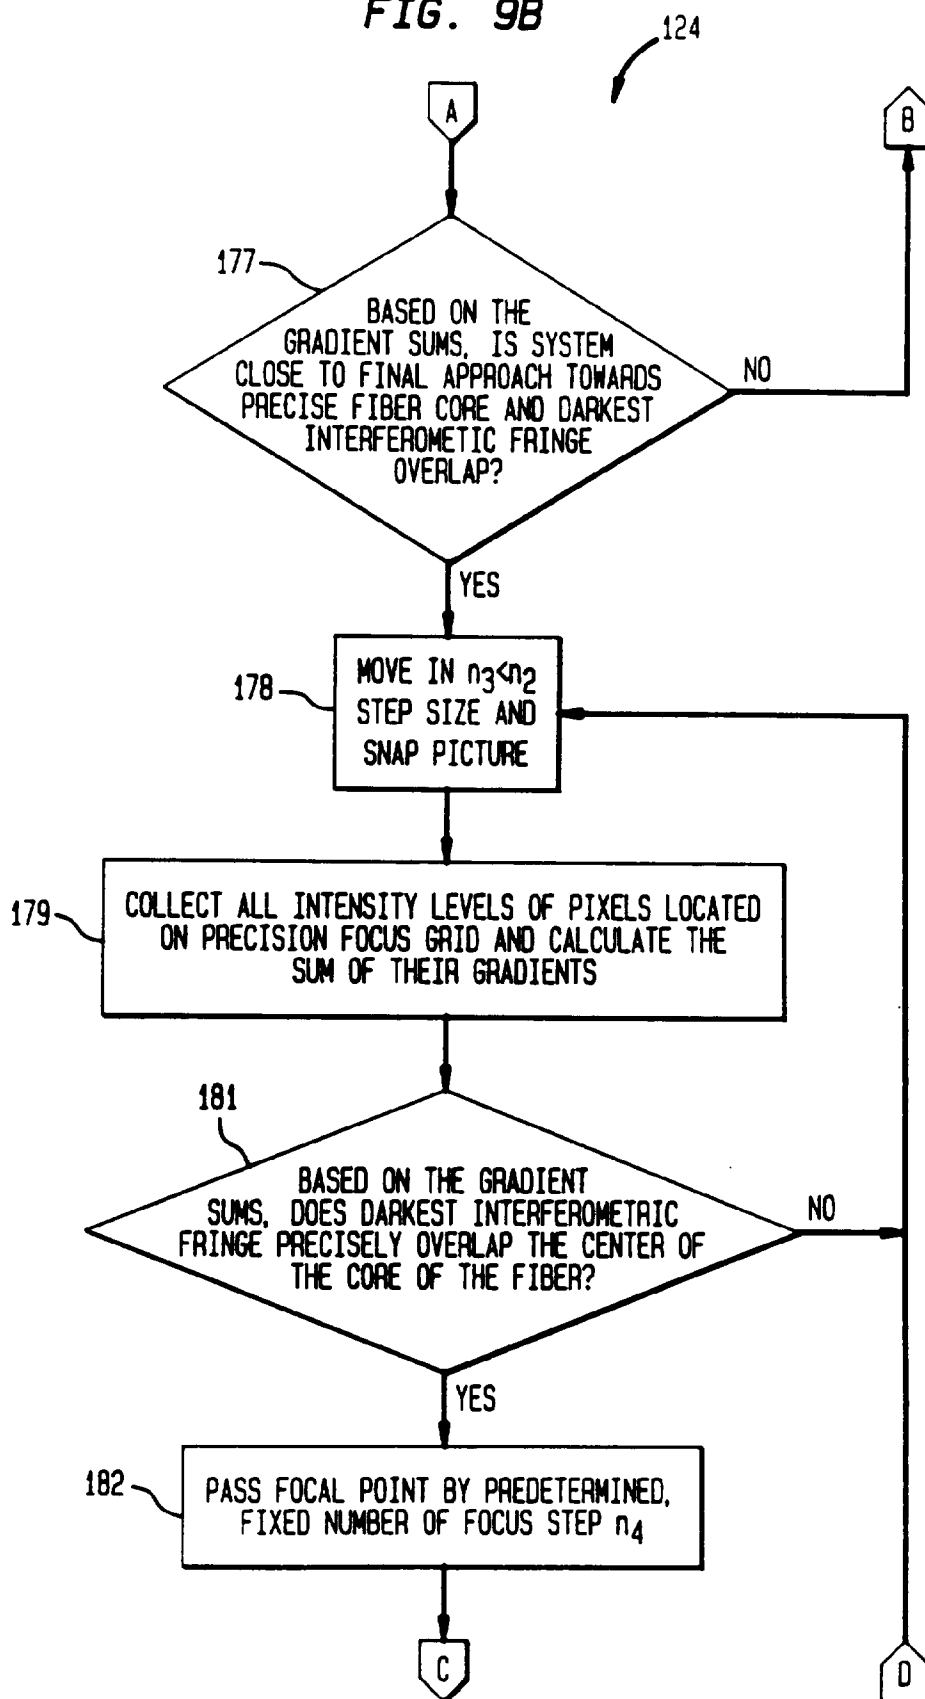 FIG. 9B
124
A
B
177
BASED ON THE
GRADIENT SUMS, IS SYSTEM
CLOSE TO FINAL APPROACH TOWARDS
PRECISE FIBER CORE AND DARKEST
INTERFEROMETIC FRINGE
OVERLAP?
NO
YES
178
MOVE IN n3<n2
STEP SIZE AND
SNAP PICTURE
179
COLLECT ALL INTENSITY LEVELS OF PIXELS LOCATED
ON PRECISION FOCUS GRID AND CALCULATE THE
SUM OF THEIR GRADIENTS
181
BASED ON THE GRADIENT
SUMS, DOES DARKEST INTERFEROMETRIC
FRINGE PRECISELY OVERLAP THE CENTER OF
THE CORE OF THE FIBER?
NO
YES
182
PASS FOCAL POINT BY PREDETERMINED,
FIXED NUMBER OF FOCUS STEP n4
C
D